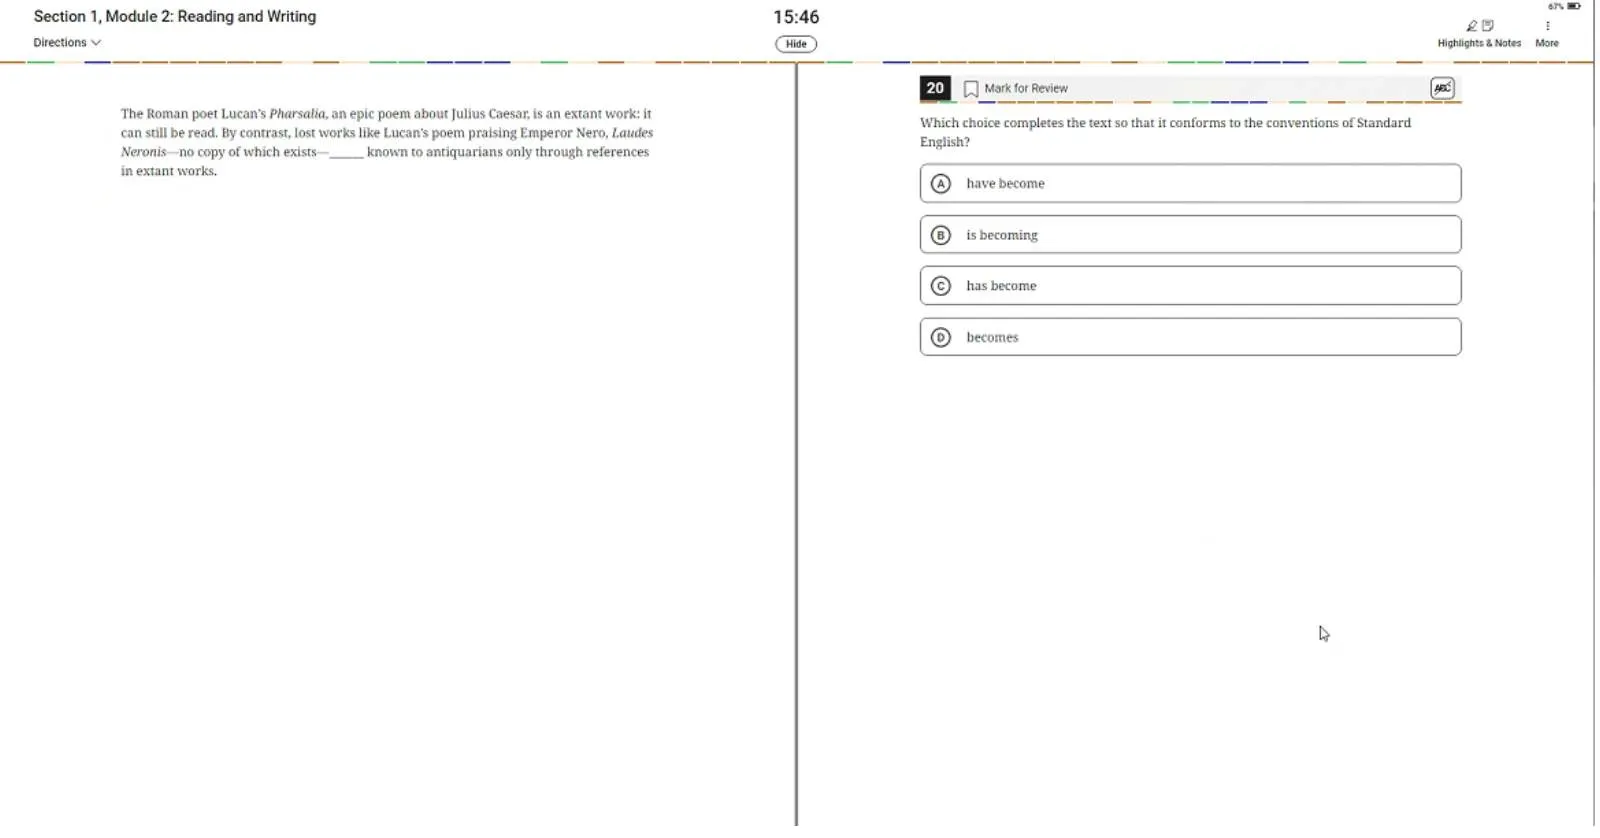 Section 1, Module 2: Reading and Writing
Directions
15:46
Hide
67%
Highlights & Notes
More
The Roman poet Lucan's Pharsalia, an epic poem about Julius Caesar, is an extant work: it
can still be read. By contrast, lost works like Lucan's poem praising Emperor Nero, Laudes
Neronis—no copy of which exists—______ known to antiquarians only through references
in extant works.
20
Mark for Review
ABC
Which choice completes the text so that it conforms to the conventions of Standard
English?
A have become
B is becoming
C has become
D becomes